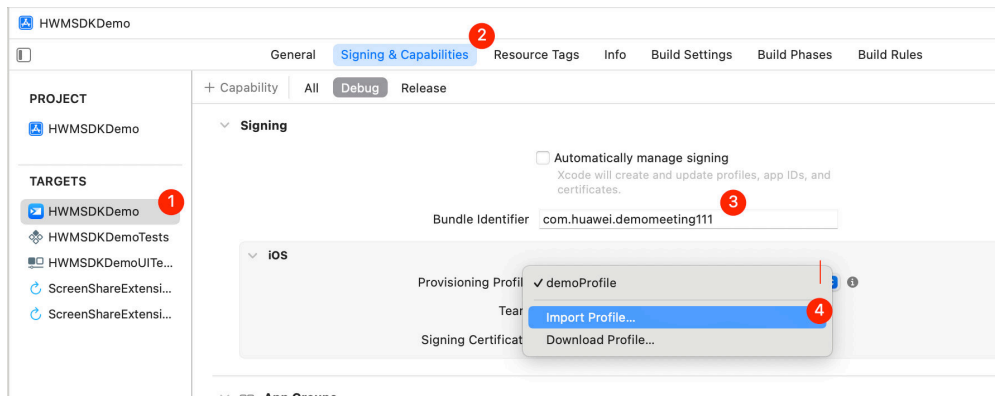 HWMSDKDemo
2
General Signing & Capabilities Resource Tags Info Build Settings Build Phases Build Rules
+ Capability All Debug Release
PROJECT
HWMSDKDemo
TARGETS
HWMSDKDemo 1
HWMSDKDemoTests
HWMSDKDemoUITe...
ScreenShareExtensi...
ScreenShareExtensi...
Signing
Automatically manage signing
Xcode will create and update profiles, app IDs, and
certificates.
3
Bundle Identifier com.huawei.demomeeting111
iOS
Provisioning Profil ✓ demoProfile
Tear Import Profile... 4
Signing Certificat Download Profile...